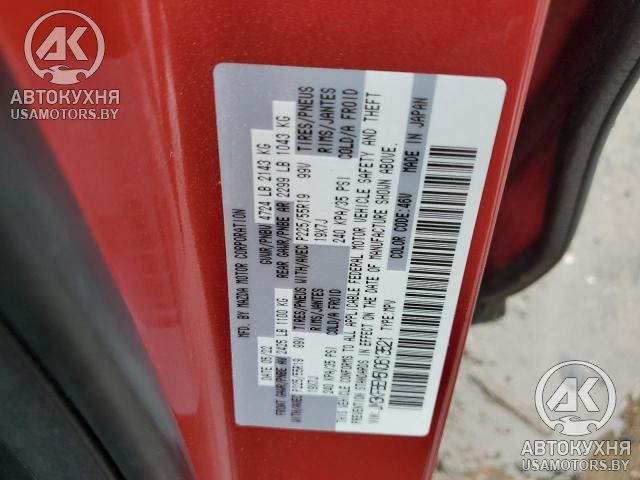 АВТОКУХНЯ
USAMOTORS.BY
АВТОКУХНЯ
USAMOTORS.BY
MFD. BY MAZDA MOTOR CORPORATION
DATE 05/22 GVWR/PNBV 4724 LB 2143 KG
FRONT GAWR/PNBE AV 2425 LB 1100 KG REAR GAWR/PNBE AR 2299 LB 1043 KG
WITH/AVEC TIRES/PNEUS RIMS/JANTES COLD/A FROID WITH/AVEC TIRES/PNEUS RIMS/JANTES COLD/A FROID
P225/55R19 99V 19X7J 240 KPA/35 PSI P225/55R19 99V 19X7J 240 KPA/35 PSI
THIS VEHICLE CONFORMS TO ALL APPLICABLE FEDERAL MOTOR VEHICLE SAFETY AND THEFT
PREVENTION STANDARDS IN EFFECT ON THE DATE OF MANUFACTURE SHOWN ABOVE.
TYPE:MPV COLOR CODE:46V MADE IN JAPAN
АВТОКУХНЯ
USAMOTORS.BY